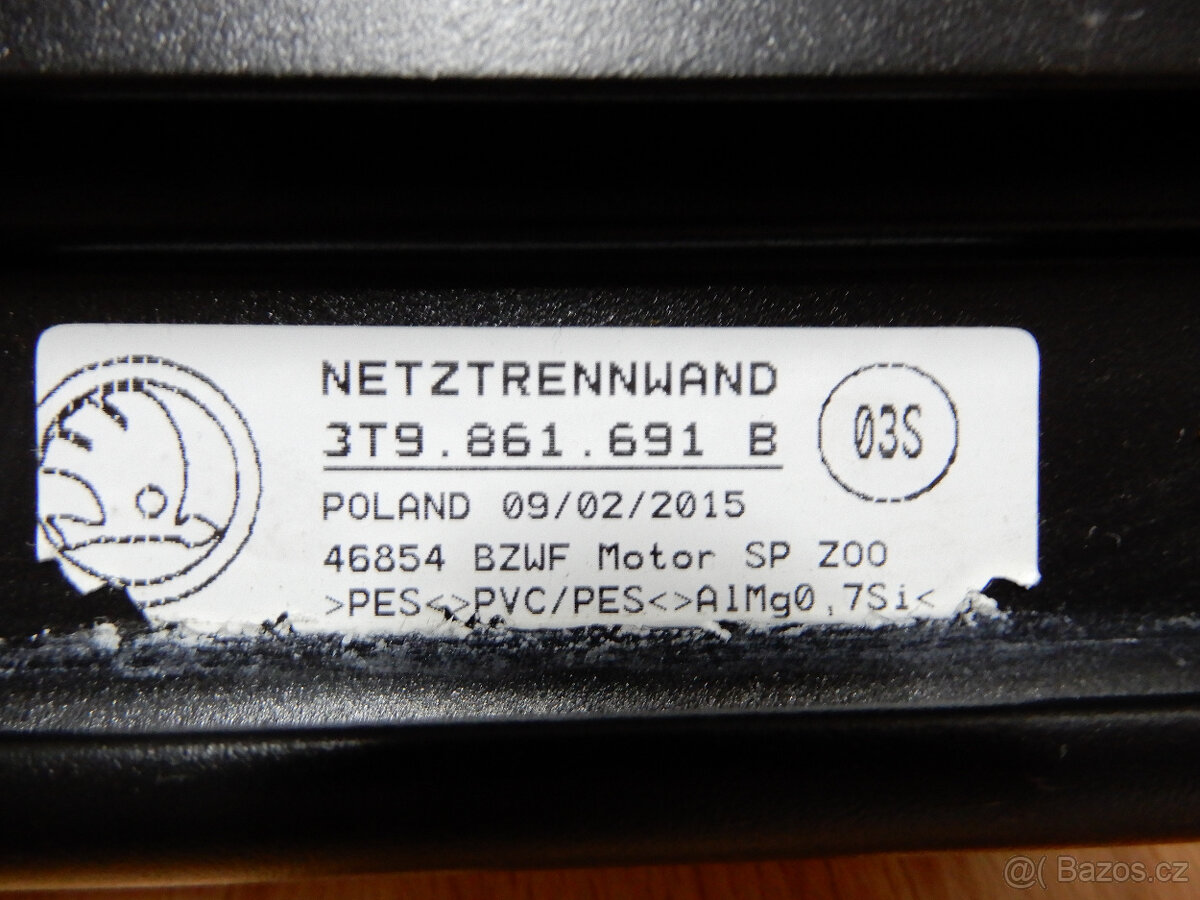 NETZTRENNWAND
3T9.861.691 B
03S
POLAND 09/02/2015
46854 BZWF Motor SP ZOO
>PES<>PVC/PES<>AlMg0,7Si<
@( Bazos.cz